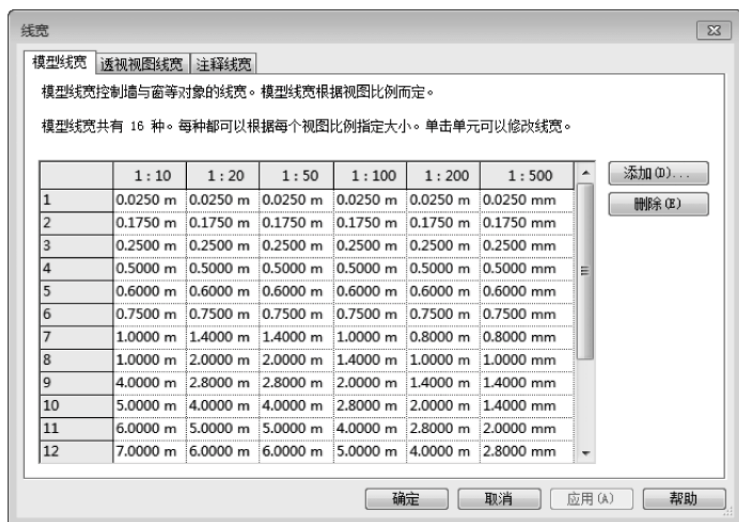 线宽
模型线宽 透视视图线宽 注释线宽
模型线宽控制墙与窗等对象的线宽。模型线宽根据视图比例而定。
模型线宽共有 16 种。每种都可以根据每个视图比例指定大小。单击单元可以修改线宽。
1 : 10 1 : 20 1 : 50 1 : 100 1 : 200 1 : 500
添加(D)...
删除(E)
1 0.0250 m 0.0250 m 0.0250 m 0.0250 m 0.0250 m 0.0250 mm
2 0.1750 m 0.1750 m 0.1750 m 0.1750 m 0.1750 m 0.1750 mm
3 0.2500 m 0.2500 m 0.2500 m 0.2500 m 0.2500 m 0.2500 mm
4 0.5000 m 0.5000 m 0.5000 m 0.5000 m 0.5000 m 0.5000 mm
5 0.6000 m 0.6000 m 0.6000 m 0.6000 m 0.6000 m 0.6000 mm
6 0.7500 m 0.7500 m 0.7500 m 0.7500 m 0.7500 m 0.7500 mm
7 1.0000 m 1.4000 m 1.4000 m 1.0000 m 0.8000 m 0.8000 mm
8 1.0000 m 2.0000 m 2.0000 m 1.4000 m 1.0000 m 1.0000 mm
9 4.0000 m 2.8000 m 2.8000 m 2.0000 m 1.4000 m 1.4000 mm
10 5.0000 m 4.0000 m 4.0000 m 2.8000 m 2.0000 m 1.4000 mm
11 6.0000 m 5.0000 m 5.0000 m 4.0000 m 2.8000 m 2.0000 mm
12 7.0000 m 6.0000 m 6.0000 m 5.0000 m 4.0000 m 2.8000 mm
确定 取消 应用(A) 帮助